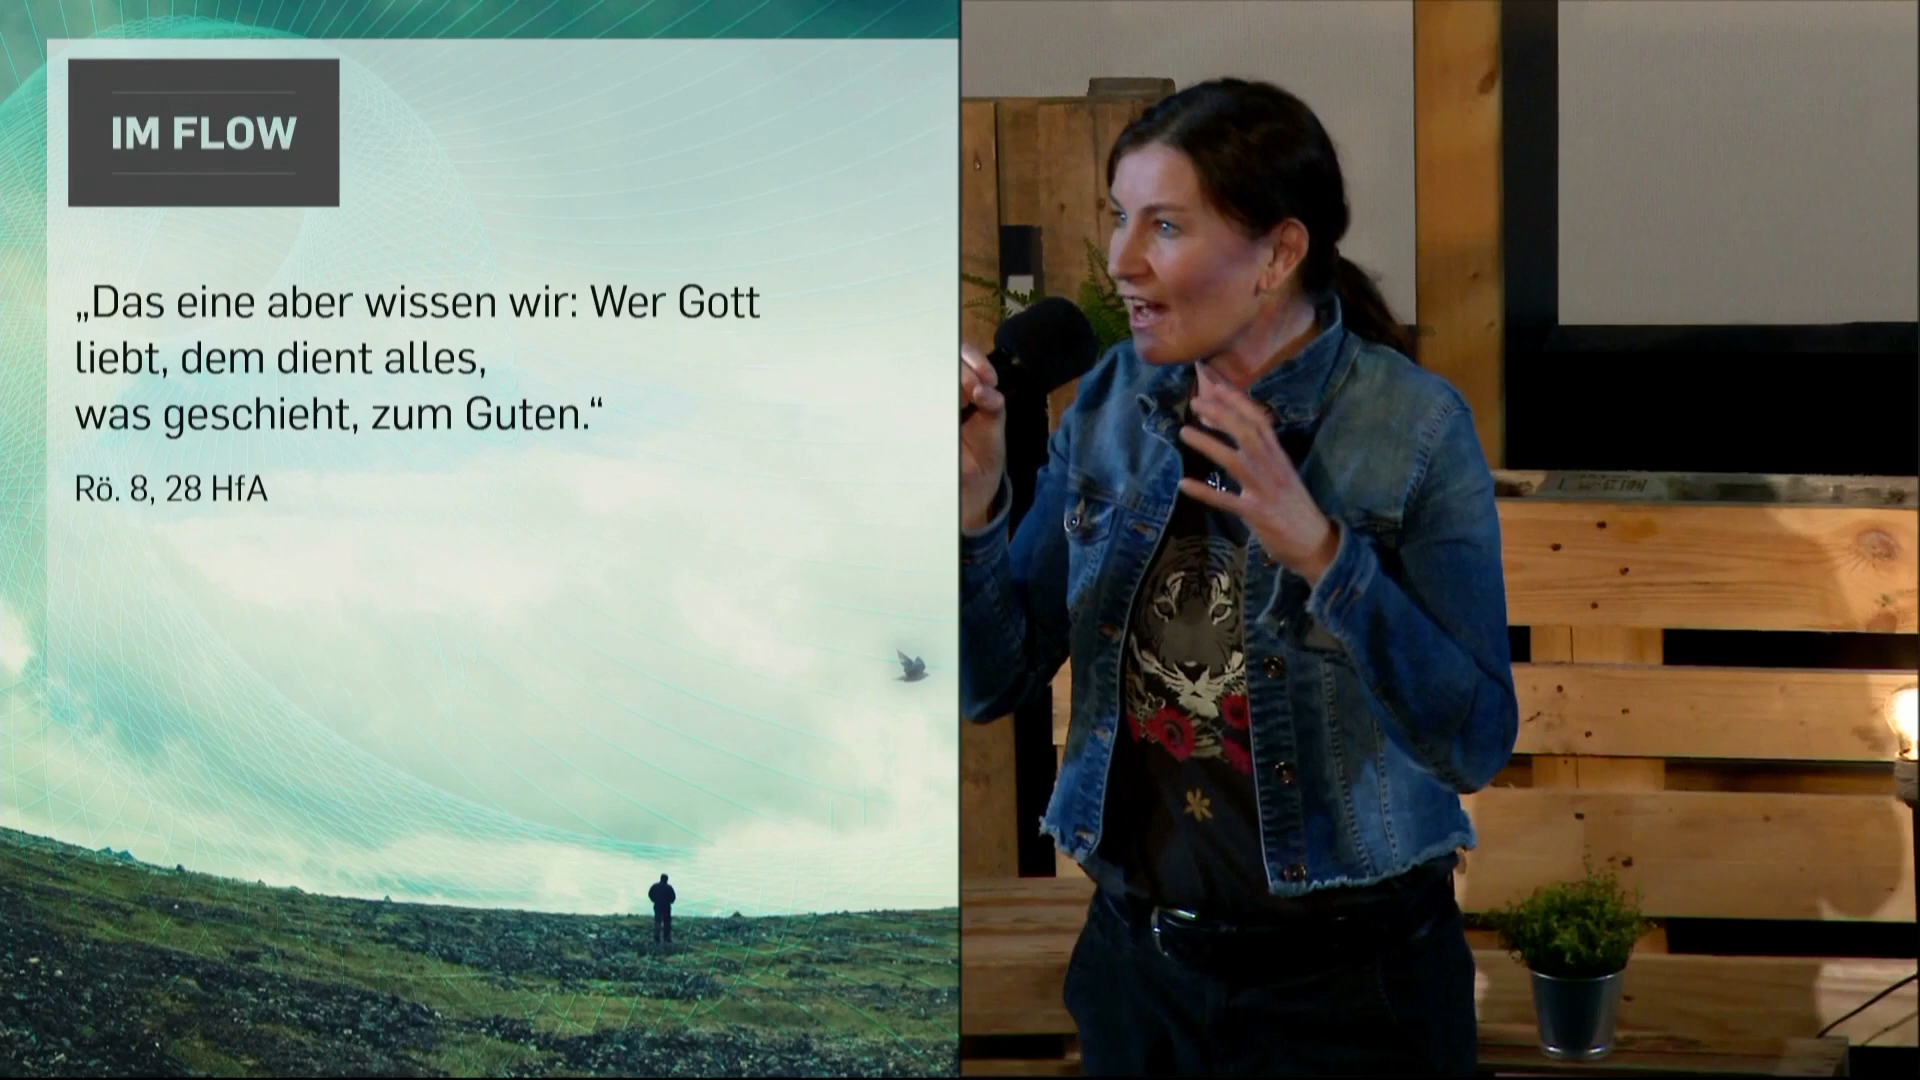 IM FLOW
„Das eine aber wissen wir: Wer Gott
liebt, dem dient alles,
was geschieht, zum Guten.“
Rö. 8, 28 HfA